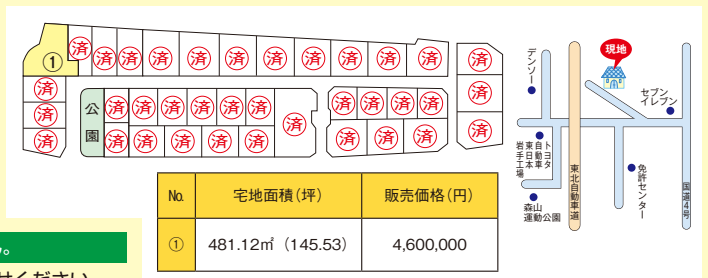 ①
済 済 済 済 済 済 済 済 済 済 済
済
済
済
済
済
済
公園
済 済 済 済 済 済
済 済 済 済 済
済
済 済 済 済
済 済 済
No. 宅地面積(坪) 販売価格(円)
① 481.12㎡(145.53) 4,600,000
現地
デンソー
セブン
イレブン
トヨタ
自動車
東日本
岩手工場
東北自動車道
免許センター
国道4号
森山
運動公園
。
せください